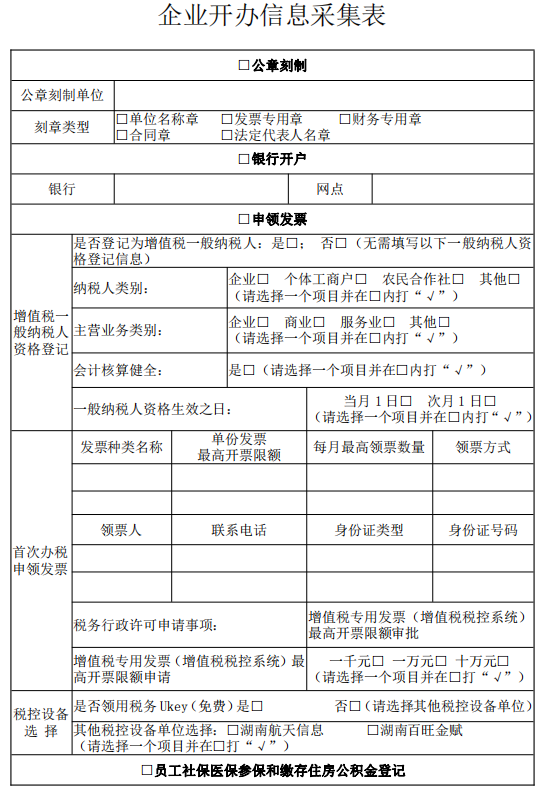 企业开办信息采集表
□公章刻制
公章刻制单位
刻章类型
□单位名称章 □发票专用章 □财务专用章
□合同章 □法定代表人名章
□银行开户
银行 网点
□申领发票
增值税一
般纳税人
资格登记
是否登记为增值税一般纳税人：是□； 否□（无需填写以下一般纳税人资
格登记信息）
纳税人类别：
企业□ 个体工商户□ 农民合作社□ 其他□
（请选择一个项目并在□内打“√”）
主营业务类别：
企业□ 商业□ 服务业□ 其他□
（请选择一个项目并在□内打“√”）
会计核算健全：
是□（请选择一个项目并在□内打“√”）
一般纳税人资格生效之日：
当月1日□ 次月1日□
（请选择一个项目并在□内打“√”）
首次办税
申领发票
发票种类名称
单份发票
最高开票限额
每月最高领票数量
领票方式
领票人 联系电话 身份证类型 身份证号码
税务行政许可申请事项：
增值税专用发票（增值税税控系统）
最高开票限额审批
增值税专用发票（增值税税控系统）最
高开票限额申请
一千元□ 一万元□ 十万元□
（请选择一个项目并在□打“√”）
税控设备
选 择
是否领用税务Ukey（免费）是□ 否□（请选择其他税控设备单位）
其他税控设备单位选择：□湖南航天信息 □湖南百旺金赋
（请选择一个项目并在□打“√”）
□员工社保医保参保和缴存住房公积金登记